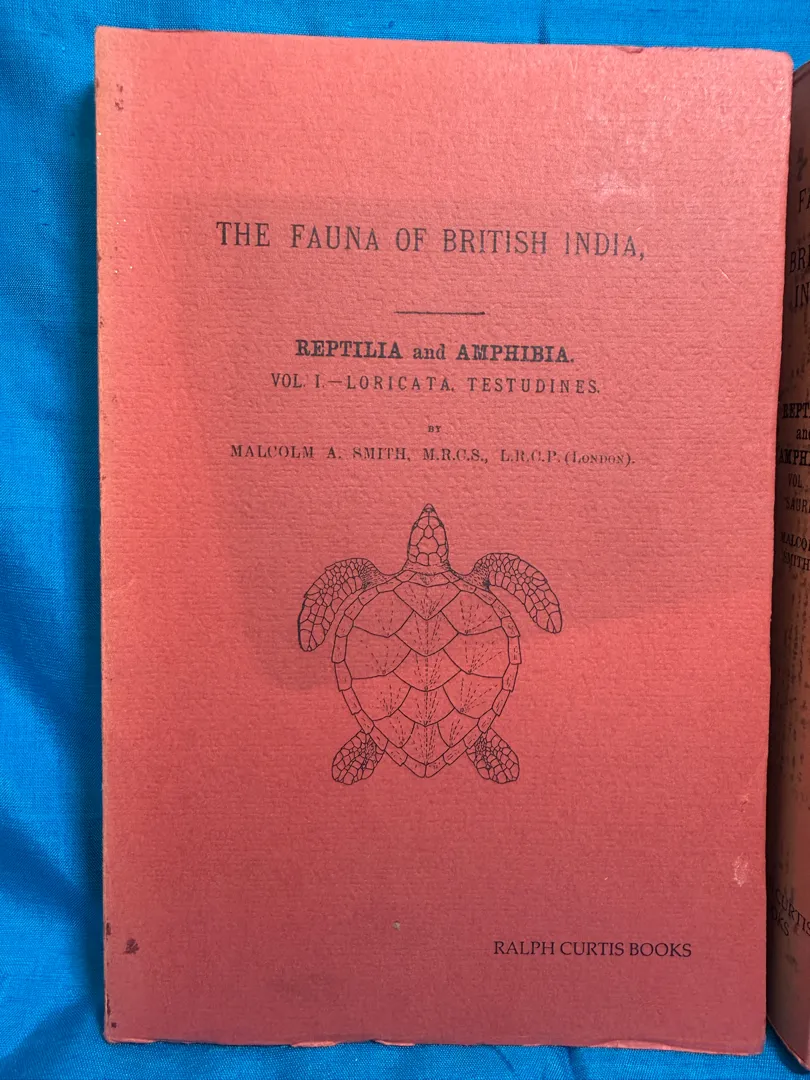 THE FAUNA OF BRITISH INDIA,
REPTILIA and AMPHIBIA.
VOL. I.—LORICATA, TESTUDINES.
BY
MALCOLM A. SMITH, M.R.C.S., L.R.C.P. (LONDON).
RALPH CURTIS BOOKS